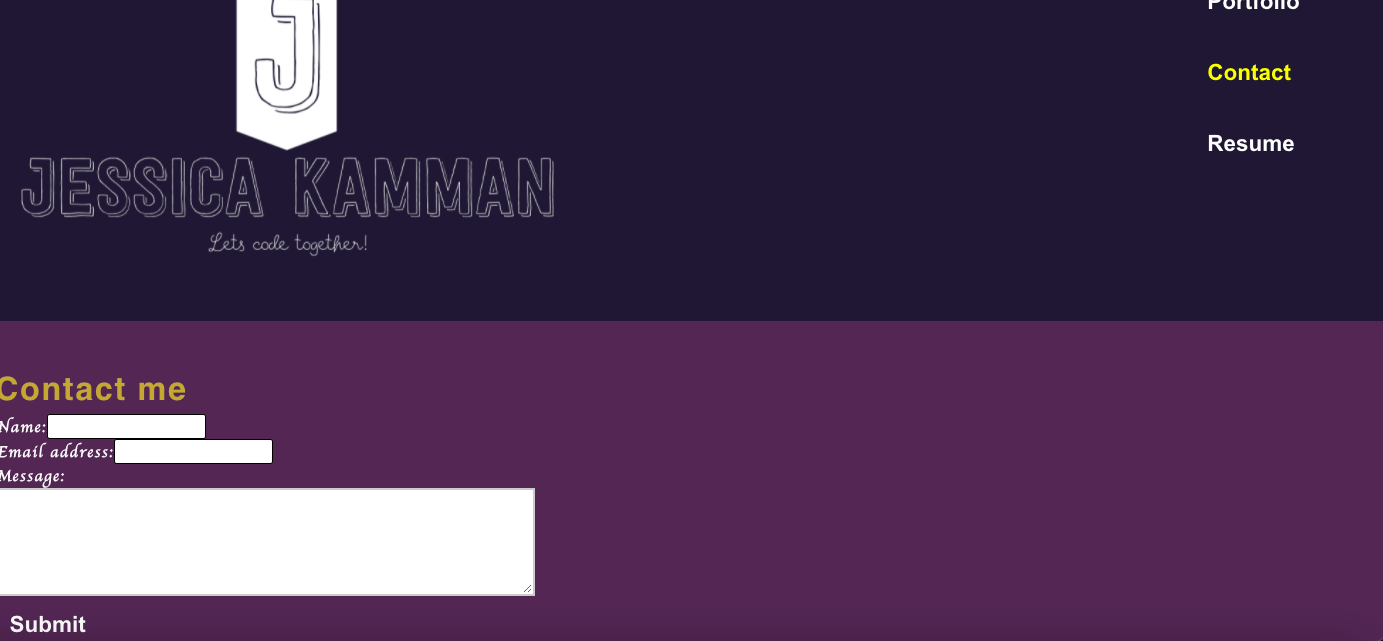 J
JESSICA KAMMAN
Lets code together!
Portfolio
Contact
Resume
Contact me
Name:
Email address:
Message:
Submit